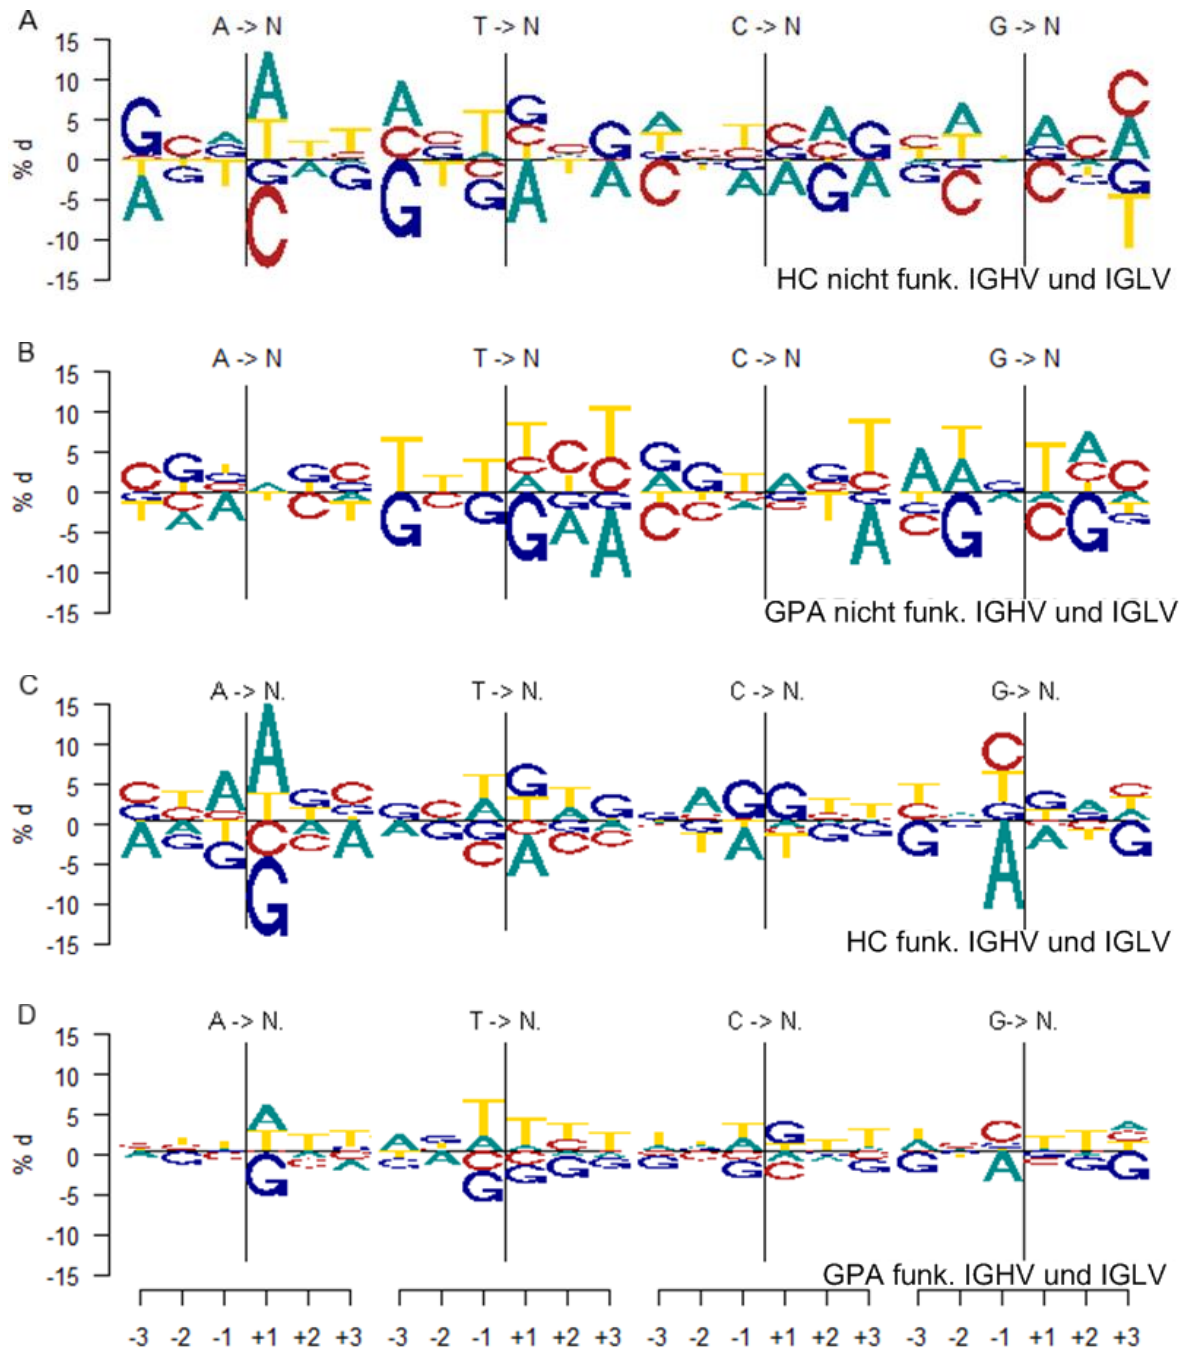 A
A -> N T -> N C -> N G -> N
15
10
5
0
-5
-10
-15
% d
HC nicht funk. IGHV und IGLV
B
A -> N T -> N C -> N G -> N
15
10
5
0
-5
-10
-15
% d
GPA nicht funk. IGHV und IGLV
C
A -> N. T -> N. C -> N. G-> N.
15
10
5
0
-5
-10
-15
% d
HC funk. IGHV und IGLV
D
A -> N. T -> N. C -> N. G-> N.
15
10
5
0
-5
-10
-15
% d
GPA funk. IGHV und IGLV
-3 -2 -1 +1 +2 +3 -3 -2 -1 +1 +2 +3 -3 -2 -1 +1 +2 +3 -3 -2 -1 +1 +2 +3